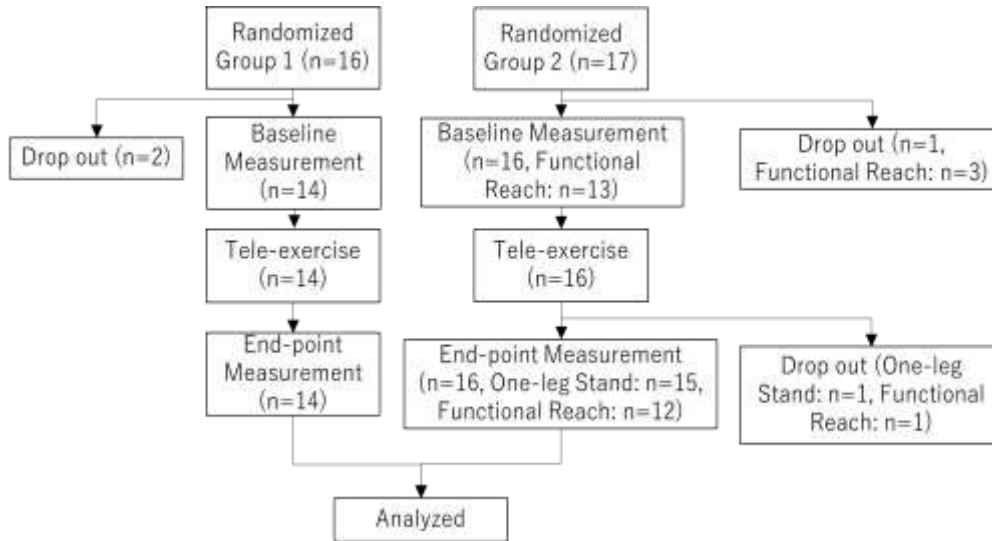 Randomized
Group 1 (n=16)
Randomized
Group 2 (n=17)
Drop out (n=2)
Baseline
Measurement
(n=14)
Baseline Measurement
(n=16, Functional
Reach: n=13)
Drop out (n=1,
Functional Reach: n=3)
Tele-exercise
(n=14)
Tele-exercise
(n=16)
End-point
Measurement
(n=14)
End-point Measurement
(n=16, One-leg Stand: n=15,
Functional Reach: n=12)
Drop out (One-leg
Stand: n=1, Functional
Reach: n=1)
Analyzed